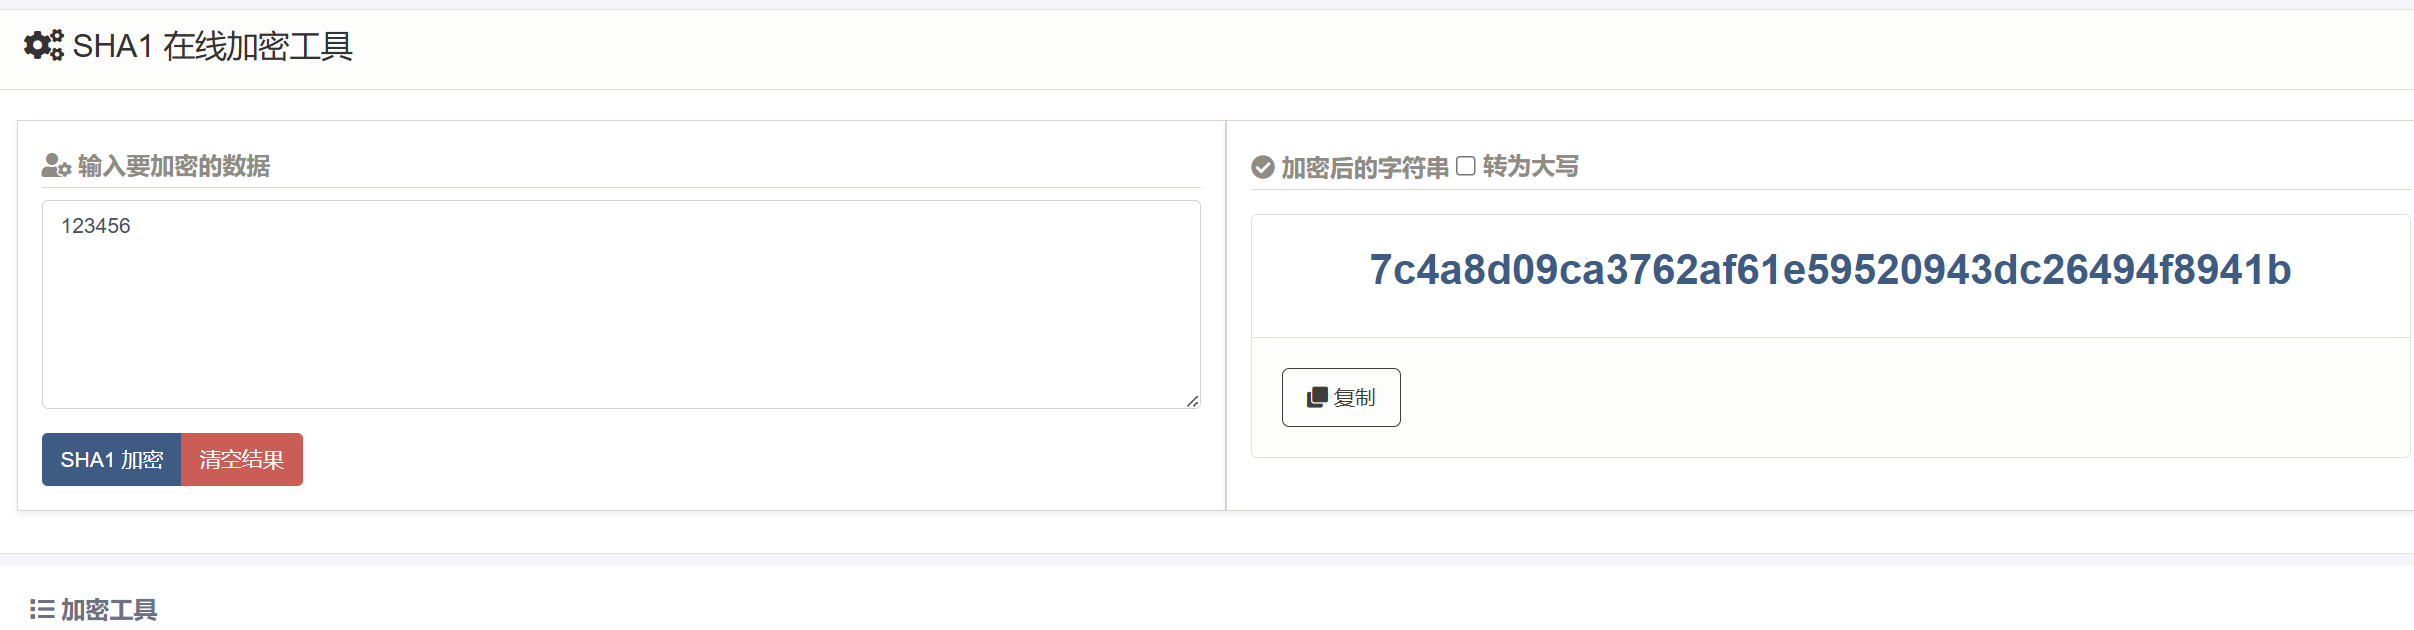 SHA1 在线加密工具
输入要加密的数据
123456
SHA1 加密
清空结果
加密后的字符串 转为大写
7c4a8d09ca3762af61e59520943dc26494f8941b
复制
加密工具